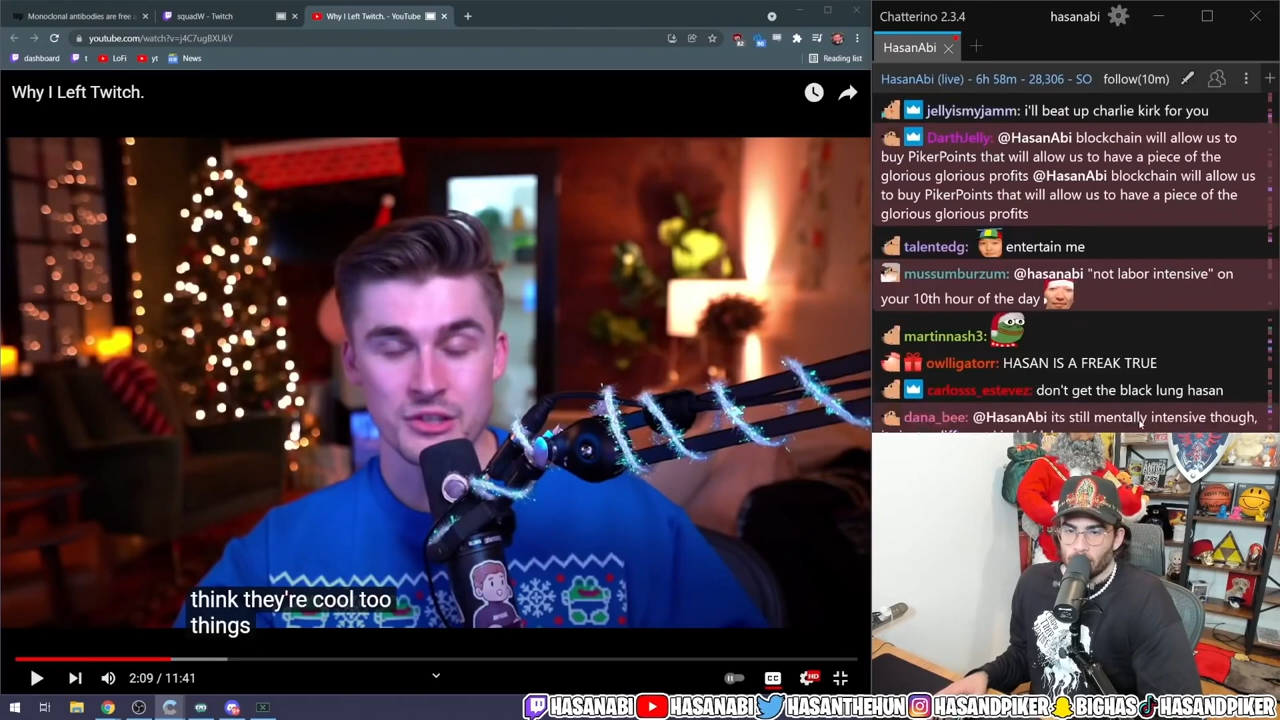 Monoclonal antibodies are free
squadW - Twitch
Why I Left Twitch. - YouTube
youtube.com/watch?v=j4C7ugBXUkY
dashboard
t
LoFi
yt
News
Reading list
Why I Left Twitch.
think they're cool too
things
2:09 / 11:41
CC
HD
Chatterino 2.3.4
hasanabi
HasanAbi
HasanAbi (live) - 6h 58m - 28,306 - SO
follow(10m)
jellyismyjamm: i'll beat up charlie kirk for you
DarthJelly: @HasanAbi blockchain will allow us to
buy PikerPoints that will allow us to have a piece of the
glorious glorious profits @HasanAbi blockchain will allow us
to buy PikerPoints that will allow us to have a piece of the
glorious glorious profits
talentedg: entertain me
mussumburzum: @hasanabi "not labor intensive" on
your 10th hour of the day
martinnash3:
owlligatorr: HASAN IS A FREAK TRUE
carlosss_estevez: don't get the black lung hasan
dana_bee: @HasanAbi its still mentally intensive though,
HASANABI HASANABI HASANTHEHUN HASANDPIKER BIGHAS HASANDPIKER